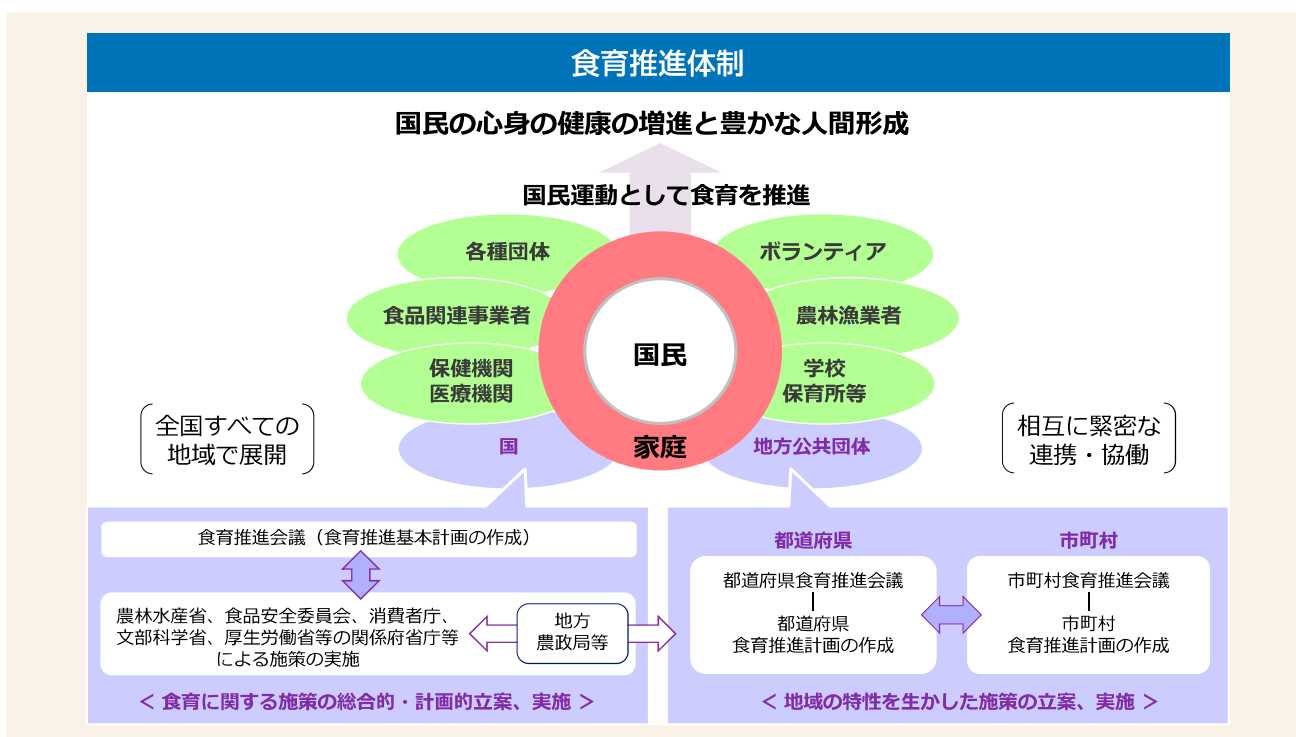 食育推進体制
国民の心身の健康の増進と豊かな人間形成
国民運動として食育を推進
各種団体
ボランティア
食品関連事業者
農林漁業者
国民
保健機関
医療機関
学校
保育所等
全国すべての
地域で展開
相互に緊密な
連携・協働
国
家庭
地方公共団体
食育推進会議（食育推進基本計画の作成）
農林水産省、食品安全委員会、消費者庁、
文部科学省、厚生労働省等の関係府省庁等
による施策の実施
地方
農政局等
＜ 食育に関する施策の総合的・計画的立案、実施 ＞
都道府県
都道府県食育推進会議
都道府県
食育推進計画の作成
市町村
市町村食育推進会議
市町村
食育推進計画の作成
＜ 地域の特性を生かした施策の立案、実施 ＞